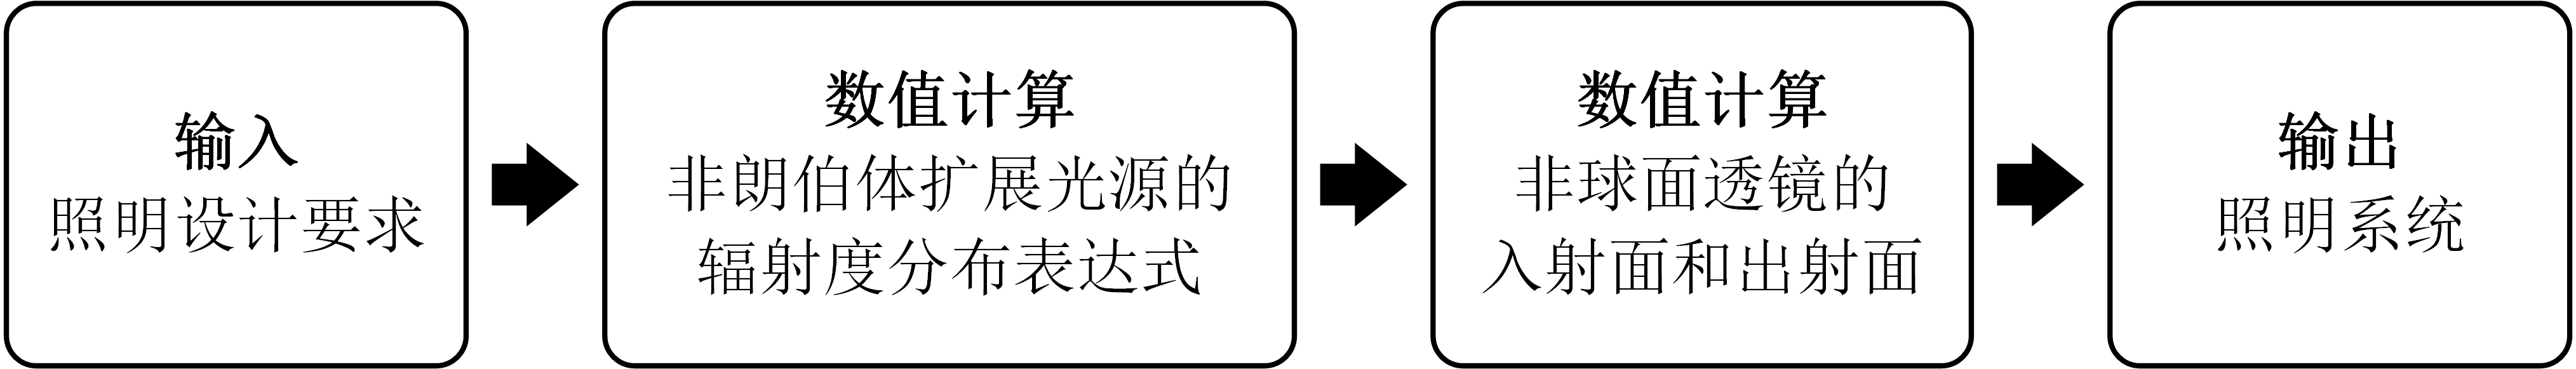 输入
照明设计要求
数值计算
非朗伯体扩展光源的
辐射度分布表达式
数值计算
非球面透镜的
入射面和出射面
输出
照明系统